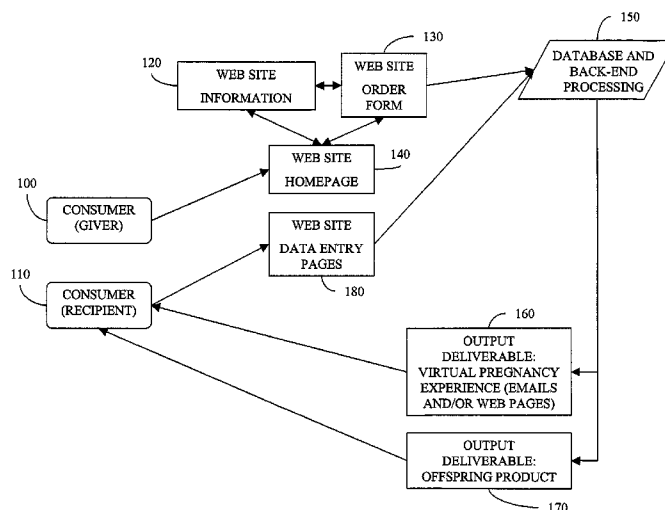 150
130
DATABASE AND
BACK-END
PROCESSING
120
WEB SITE
INFORMATION
WEB SITE
ORDER
FORM
WEB SITE
HOMEPAGE
140
100
CONSUMER
(GIVER)
WEB SITE
DATA ENTRY
PAGES
180
110
CONSUMER
(RECIPIENT)
160
OUTPUT
DELIVERABLE:
VIRTUAL PREGNANCY
EXPERIENCE (EMAILS
AND/OR WEB PAGES)
OUTPUT
DELIVERABLE:
OFFSPRING PRODUCT
170